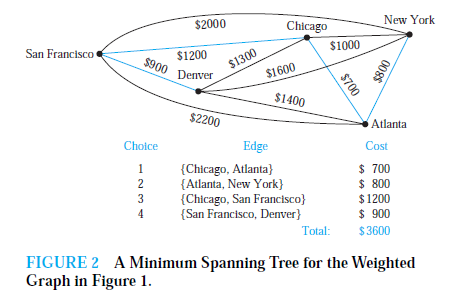 $2000
Chicago
New York
San Francisco
$1200
$1300
$1000
$900
Denver
$1600
$700
$800
$1400
$2200
Atlanta
Choice Edge Cost
1 {Chicago, Atlanta} $ 700
2 {Atlanta, New York} $ 800
3 {Chicago, San Francisco} $1200
4 {San Francisco, Denver} $ 900
Total: $3600
FIGURE 2 A Minimum Spanning Tree for the Weighted
Graph in Figure 1.